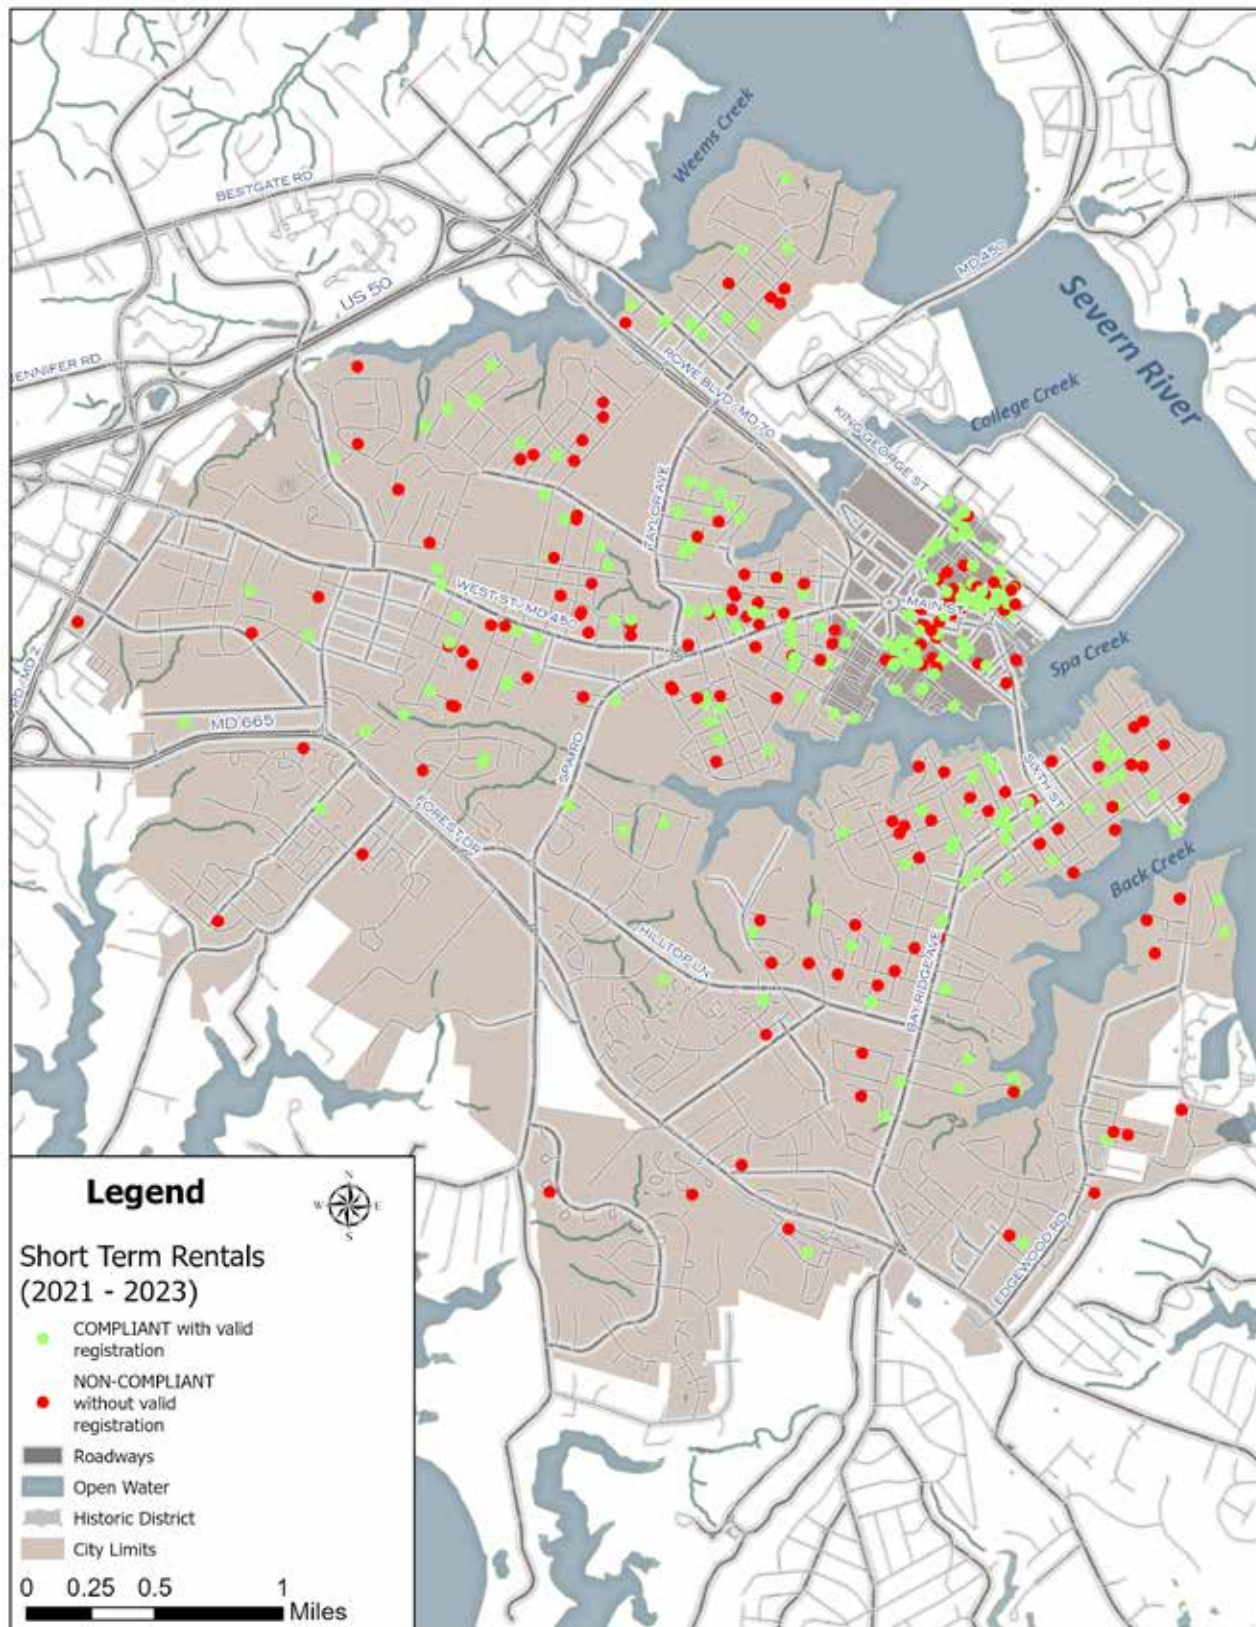 Weems Creek
BESTGATE RD
MD 450
US 50
Severn River
JENNIFER RD
ROWE BLVD/MD 70
College Creek
KING GEORGE ST
TAYLOR AVE
WEST ST/MD 450
MAIN ST
Spa Creek
RD/MD 2
MD 665
SPA RD
SIXTH ST
FOREST DR
Back Creek
HILLTOP LN
BAY RIDGE AVE
EDGEWOOD RD
Legend
N
W E
S
Short Term Rentals
(2021 - 2023)
COMPLIANT with valid
registration
NON-COMPLIANT
without valid
registration
Roadways
Open Water
Historic District
City Limits
0 0.25 0.5 1
Miles